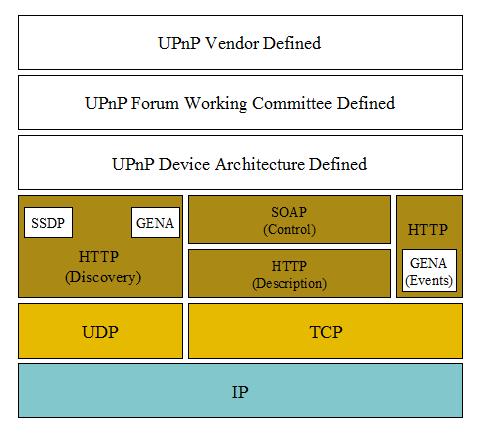 UPnP Vendor Defined
UPnP Forum Working Committee Defined
UPnP Device Architecture Defined
SSDP
GENA
HTTP
(Discovery)
SOAP
(Control)
HTTP
(Description)
HTTP
GENA
(Events)
UDP
TCP
IP